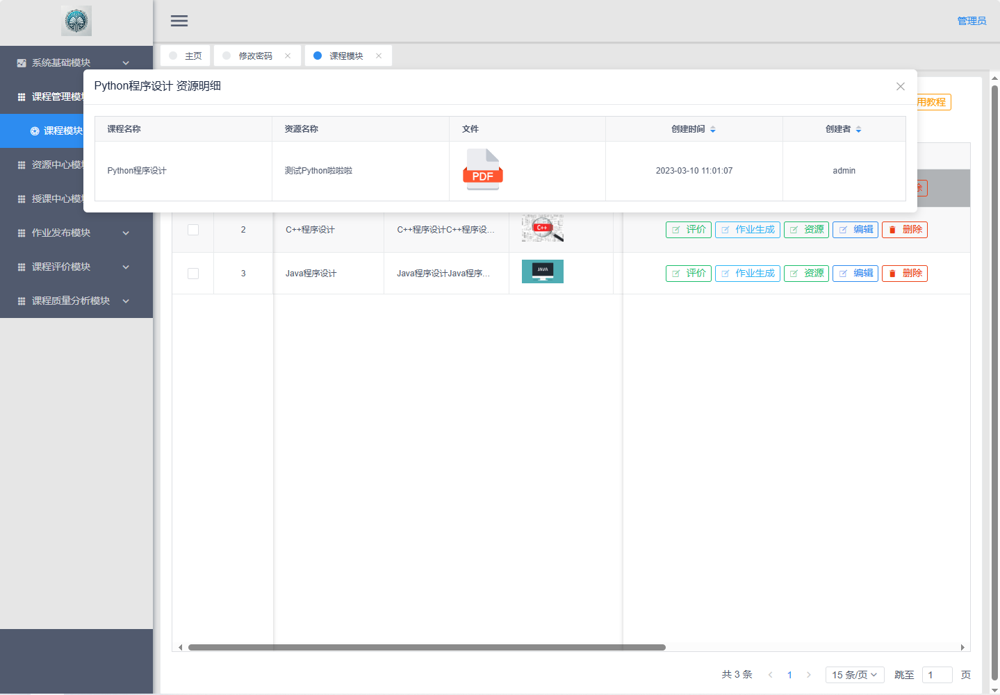 管理员
主页
修改密码
课程模块
系统基础模块
课程管理模
课程模块
资源中心模
授课中心模
作业发布模块
课程评价模块
课程质量分析模块
用教程
Python程序设计 资源明细
课程名称 资源名称 文件 创建时间 创建者
Python程序设计 测试Python啦啦啦 PDF 2023-03-10 11:01:07 admin
2 C++程序设计 C++程序设计C++程序设... C++ 评价 作业生成 资源 编辑 删除
3 Java程序设计 Java程序设计Java程序... JAVA 评价 作业生成 资源 编辑 删除
共 3 条 1 15 条/页 跳至 1 页